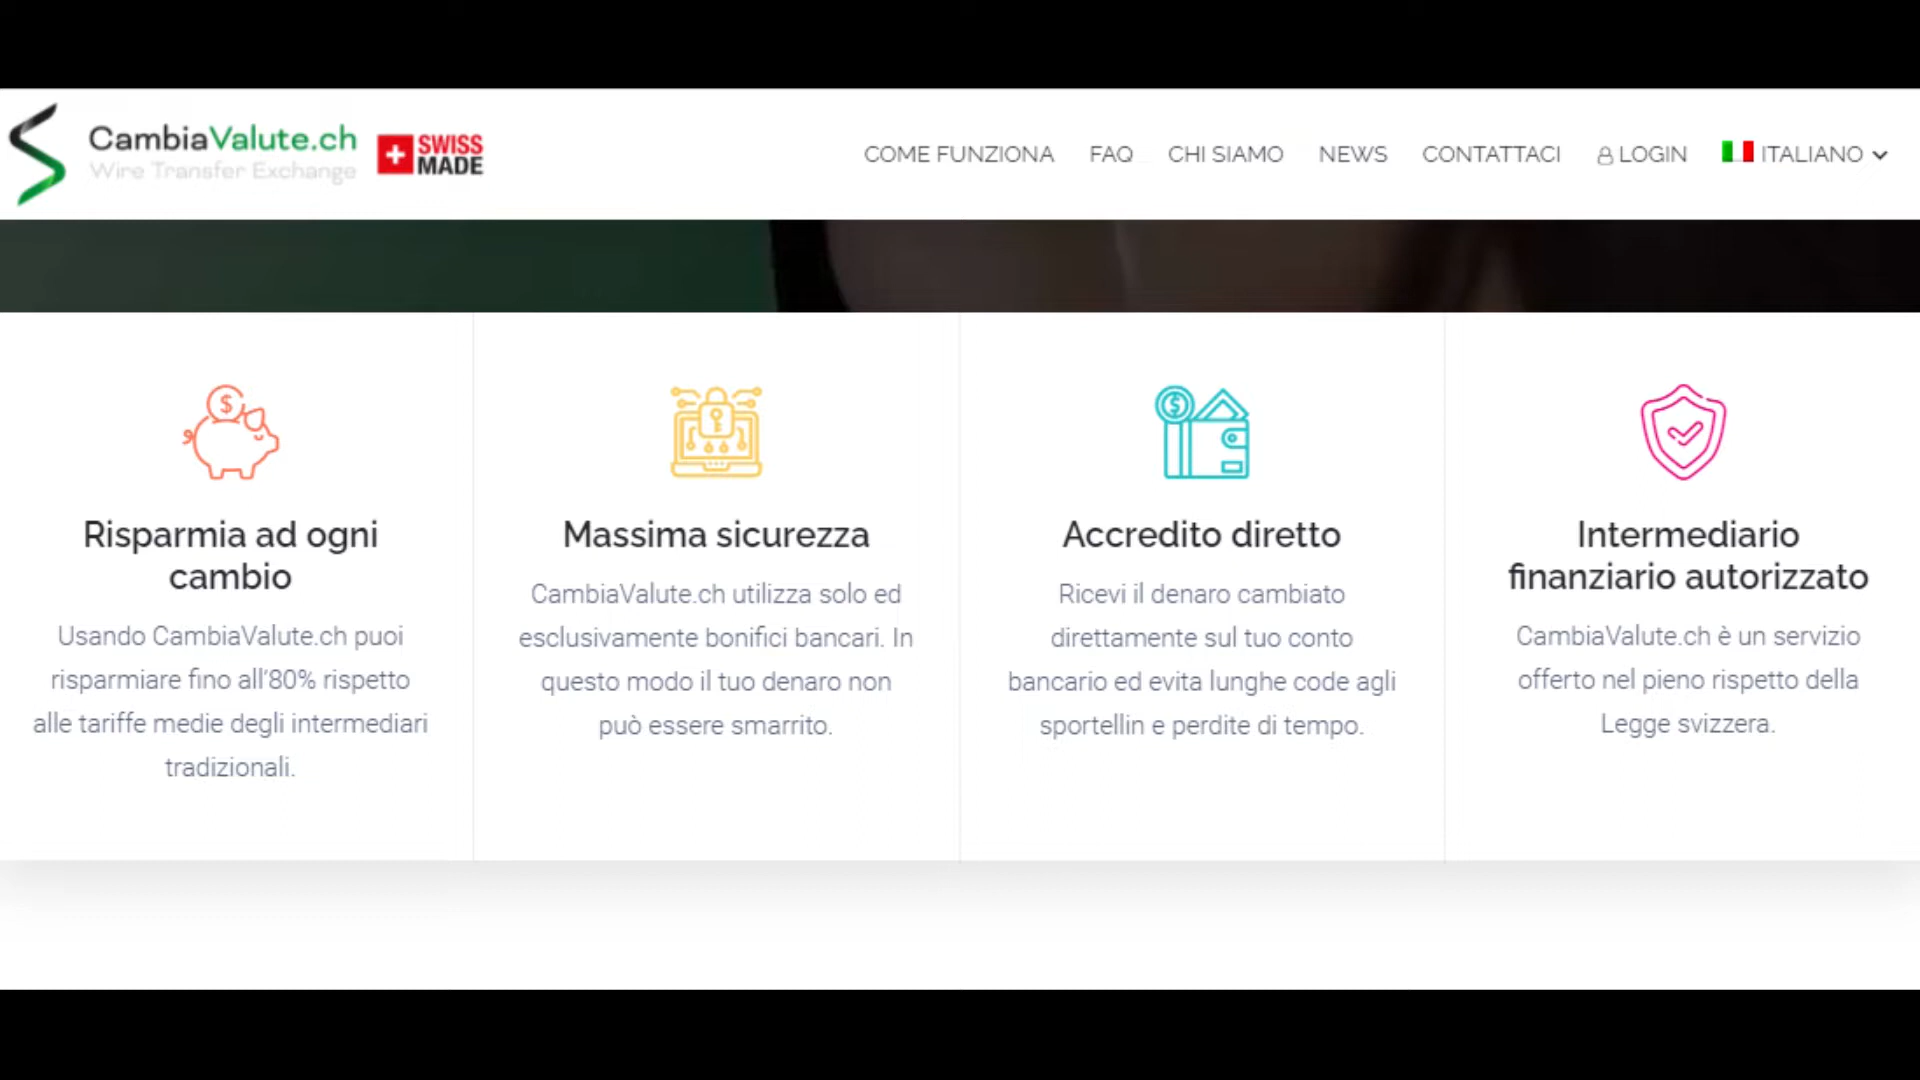 CambiaValute.ch
Wire Transfer Exchange
SWISS
MADE
COME FUNZIONA
FAQ
CHI SIAMO
NEWS
CONTATTACI
LOGIN
ITALIANO
Risparmia ad ogni
cambio
Usando CambiaValute.ch puoi
risparmiare fino all'80% rispetto
alle tariffe medie degli intermediari
tradizionali.
Massima sicurezza
CambiaValute.ch utilizza solo ed
esclusivamente bonifici bancari. In
questo modo il tuo denaro non
può essere smarrito.
Accredito diretto
Ricevi il denaro cambiato
direttamente sul tuo conto
bancario ed evita lunghe code agli
sportellin e perdite di tempo.
Intermediario
finanziario autorizzato
CambiaValute.ch è un servizio
offerto nel pieno rispetto della
Legge svizzera.